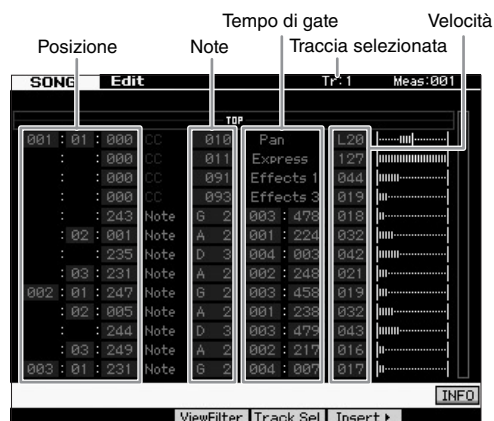 Tempo di gate Velocità
Posizione Note Traccia selezionata
SONG Edit Tr:1 Meas:001
TOP
001 : 01 : 000 CC 010 Pan L20
: : 000 CC 011 Express 127
: : 000 CC 091 Effects 1 044
: : 000 CC 093 Effects 3 019
: : 243 Note G 2 003 : 478 018
: 02 : 001 Note A 2 001 : 224 032
: : 235 Note D 3 004 : 003 042
: 03 : 231 Note A 2 002 : 248 021
002 : 01 : 247 Note G 2 003 : 458 019
: 02 : 005 Note A 2 001 : 238 032
: : 244 Note D 3 003 : 479 043
: 03 : 249 Note A 2 002 : 217 016
003 : 01 : 231 Note G 2 004 : 007 017
INFO
ViewFilter Track Sel Insert